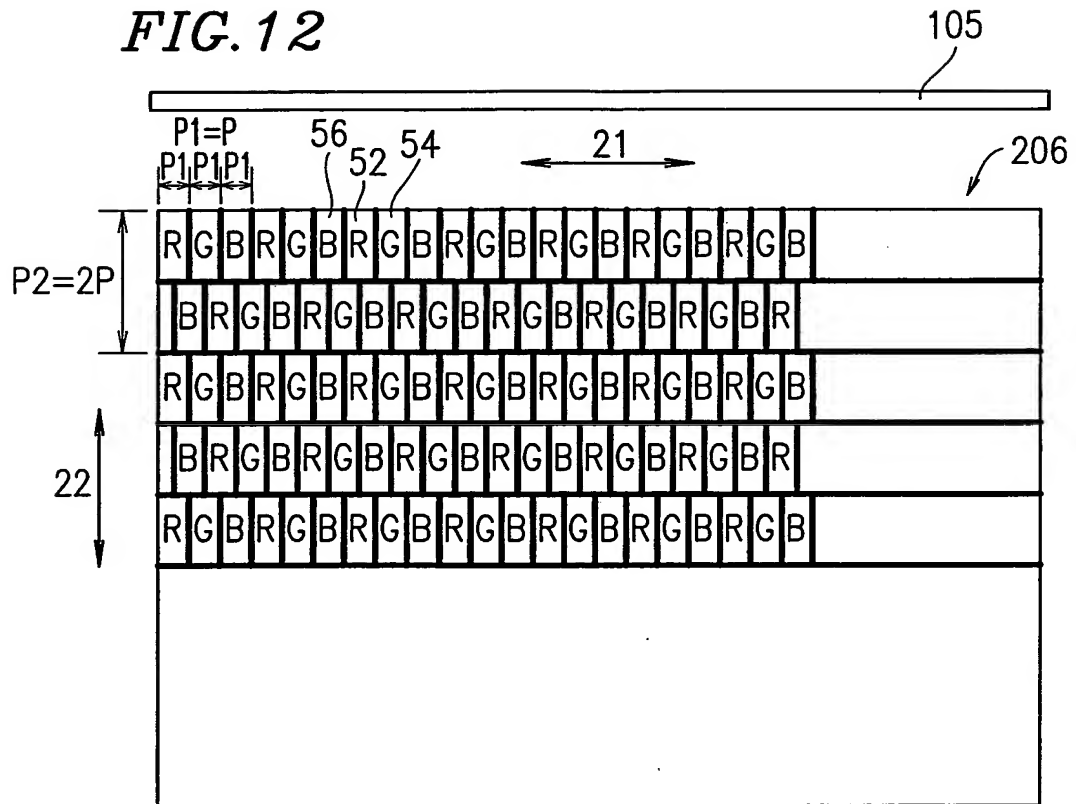 FIG. 12
105
P1=P
P1 P1 P1
56
52
54
21
206
R G B R G B R G B R G B R G B R G B R G B
P2=2P
B R G B R G B R G B R G B R G B R G B R
R G B R G B R G B R G B R G B R G B R G B
22
B R G B R G B R G B R G B R G B R G B R
R G B R G B R G B R G B R G B R G B R G B